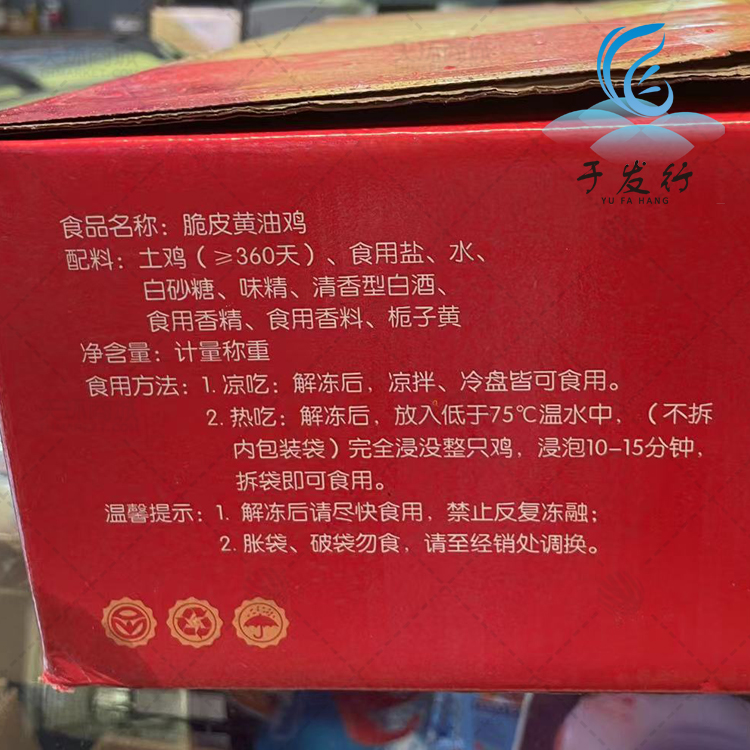 于发行
YU FA HANG
食品名称：脆皮黄油鸡
配料：土鸡（≥360天）、食用盐、水、
白砂糖、味精、清香型白酒、
食用香精、食用香料、栀子黄
净含量：计量称重
食用方法：1. 凉吃：解冻后，凉拌、冷盘皆可食用。
2. 热吃：解冻后，放入低于75℃温水中，（不拆
内包装袋）完全浸没整只鸡，浸泡10-15分钟，
拆袋即可食用。
温馨提示：1. 解冻后请尽快食用，禁止反复冻融；
2. 胀袋、破袋勿食，请至经销处调换。